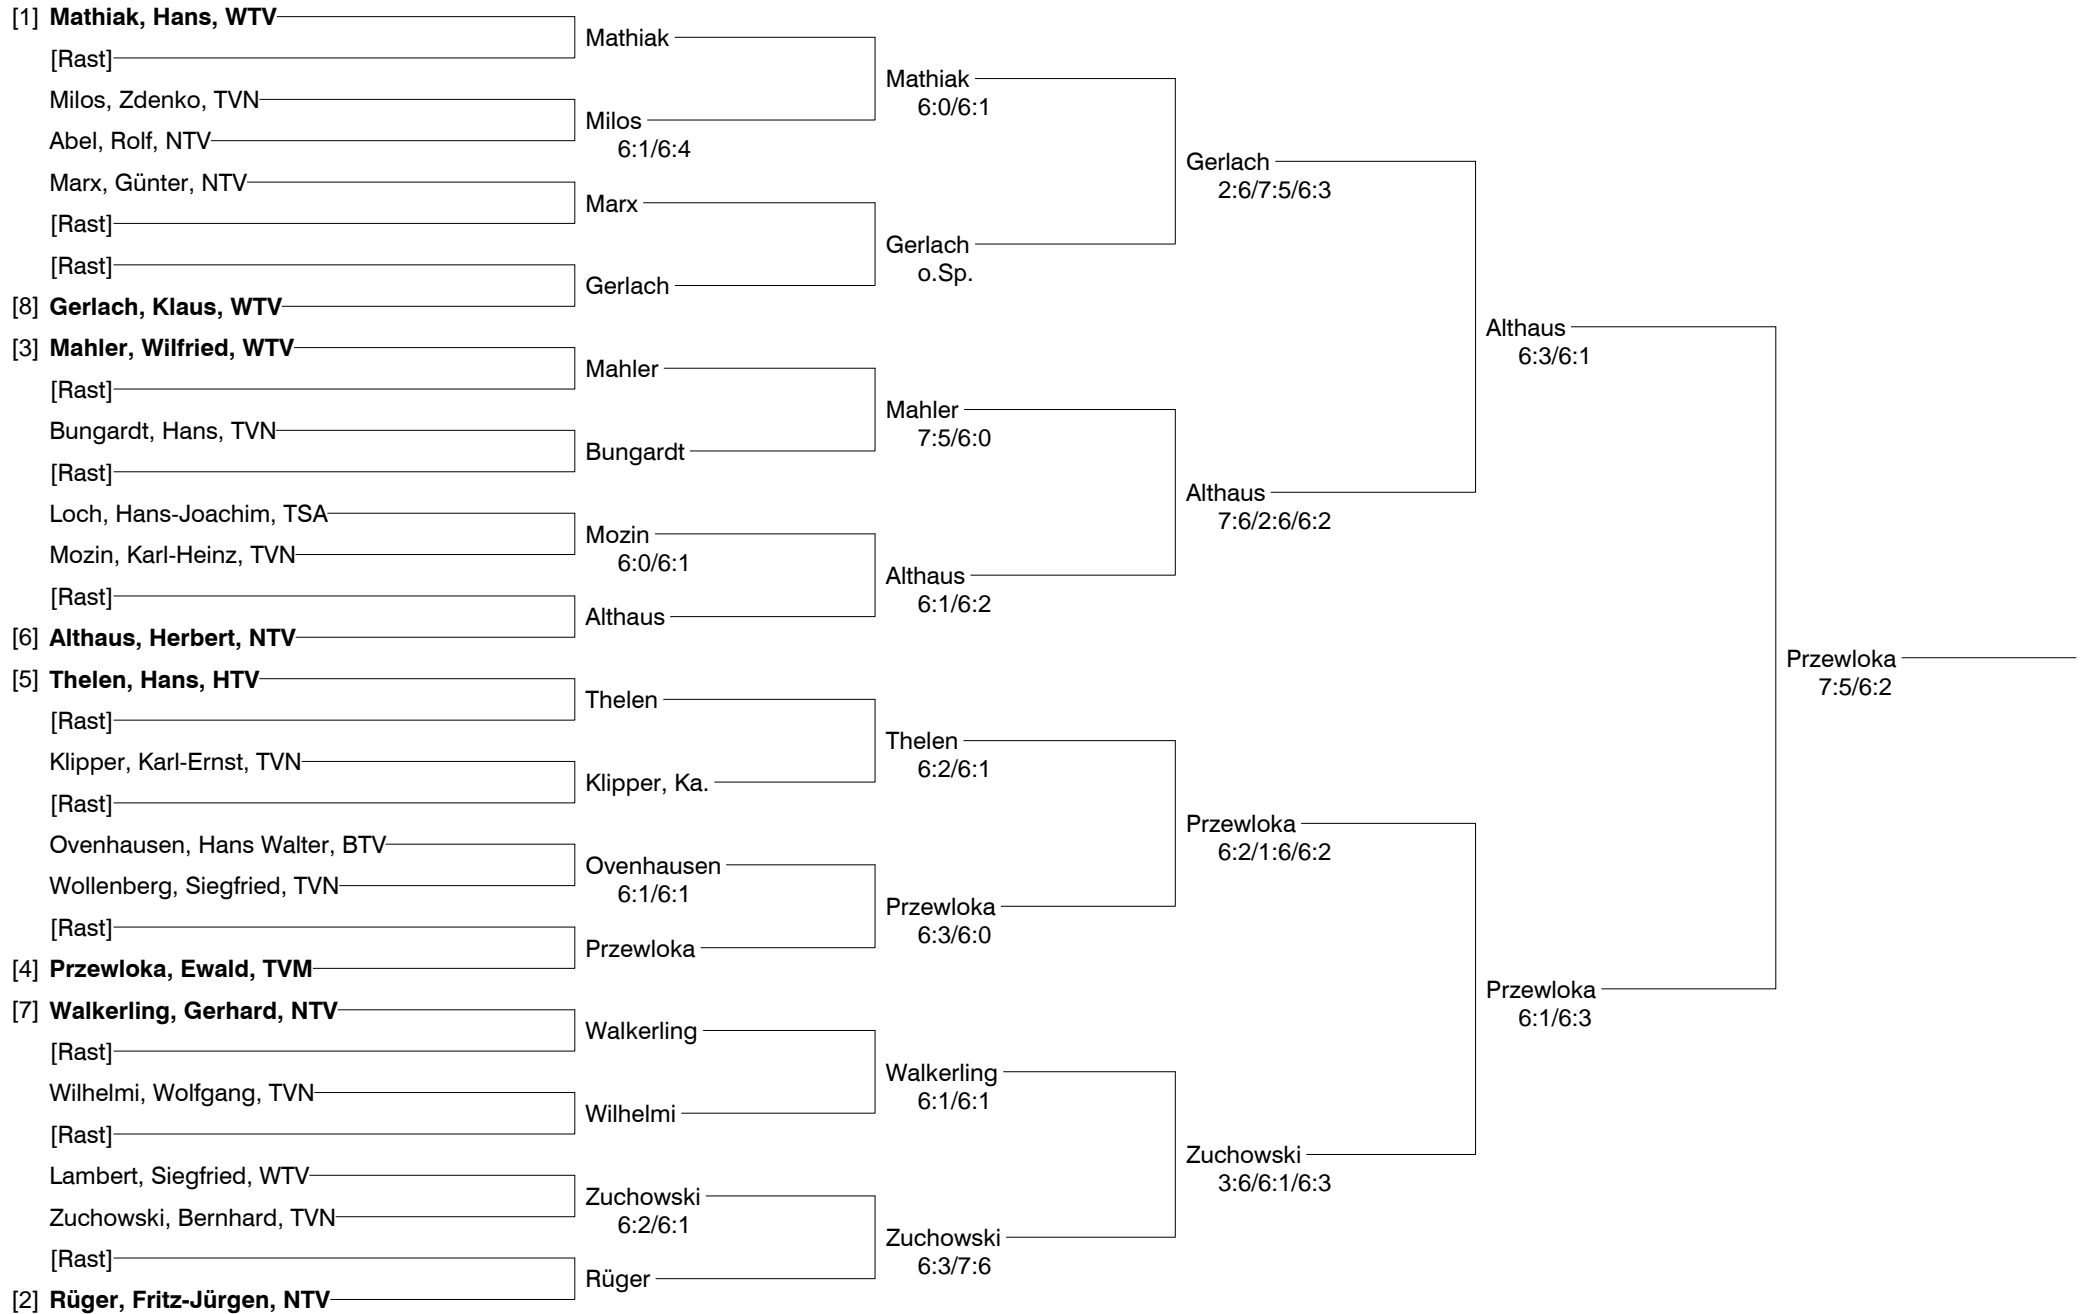 [1] Mathiak, Hans, WTV
[Rast]
Milos, Zdenko, TVN
Abel, Rolf, NTV
Marx, Günter, NTV
[Rast]
[Rast]
[8] Gerlach, Klaus, WTV
[3] Mahler, Wilfried, WTV
[Rast]
Bungardt, Hans, TVN
[Rast]
Loch, Hans-Joachim, TSA
Mozin, Karl-Heinz, TVN
[Rast]
[6] Althaus, Herbert, NTV
[5] Thelen, Hans, HTV
[Rast]
Klipper, Karl-Ernst, TVN
[Rast]
Ovenhausen, Hans Walter, BTV
Wollenberg, Siegfried, TVN
[Rast]
[4] Przewloka, Ewald, TVM
[7] Walkerling, Gerhard, NTV
[Rast]
Wilhelmi, Wolfgang, TVN
[Rast]
Lambert, Siegfried, WTV
Zuchowski, Bernhard, TVN
[Rast]
[2] Rüger, Fritz-Jürgen, NTV
Mathiak
Milos
6:1/6:4
Marx
Gerlach
Mahler
Bungardt
Mozin
6:0/6:1
Althaus
Thelen
Klipper, Ka.
Ovenhausen
6:1/6:1
Przewloka
Walkerling
Wilhelmi
Zuchowski
6:2/6:1
Rüger
Mathiak
6:0/6:1
Gerlach
o.Sp.
Mahler
7:5/6:0
Althaus
6:1/6:2
Thelen
6:2/6:1
Przewloka
6:3/6:0
Walkerling
6:1/6:1
Zuchowski
6:3/7:6
Gerlach
2:6/7:5/6:3
Althaus
7:6/2:6/6:2
Przewloka
6:2/1:6/6:2
Zuchowski
3:6/6:1/6:3
Althaus
6:3/6:1
Przewloka
6:1/6:3
Przewloka
7:5/6:2